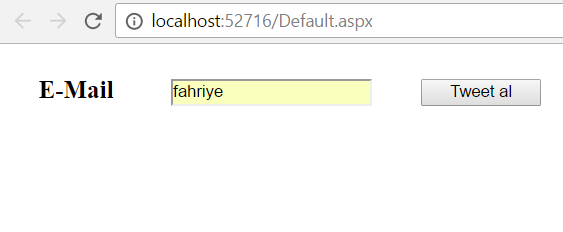 localhost:52716/Default.aspx
E-Mail fahriye Tweet al